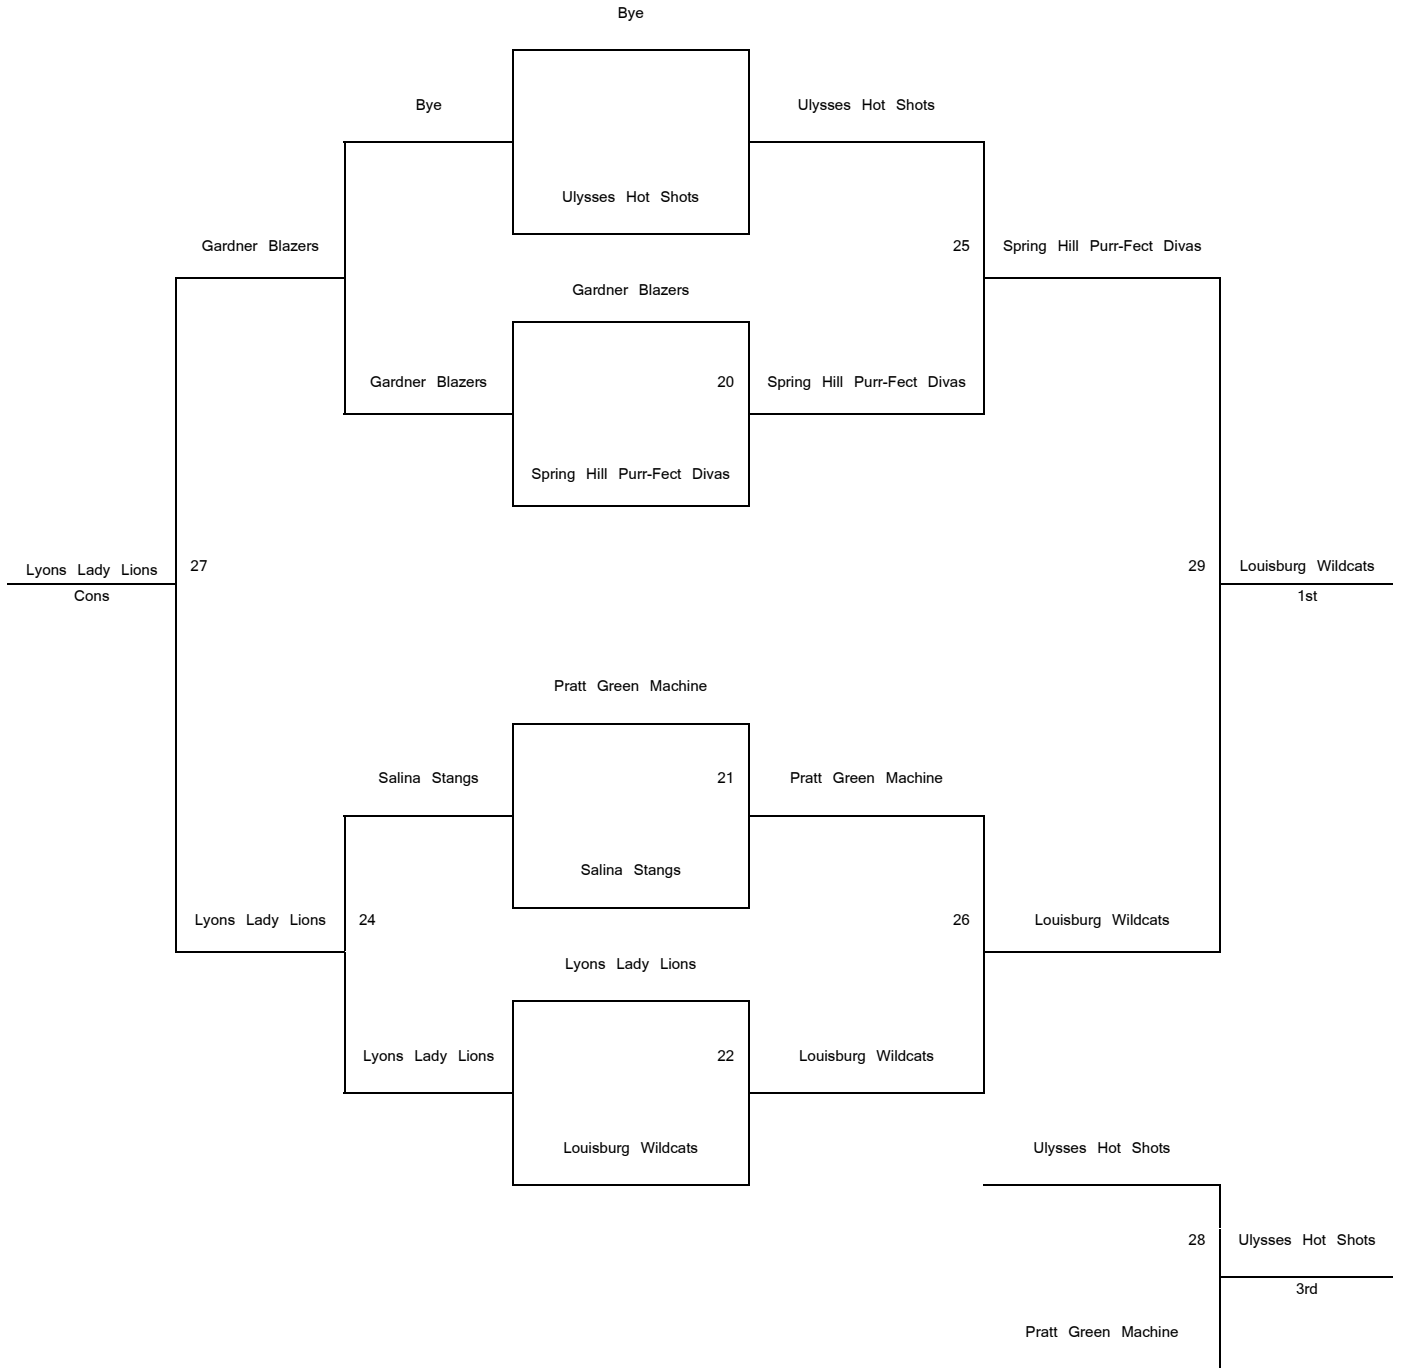 Bye
Bye
Ulysses Hot Shots
Ulysses Hot Shots
Gardner Blazers
25
Spring Hill Purr-Fect Divas
Gardner Blazers
Gardner Blazers
20
Spring Hill Purr-Fect Divas
Spring Hill Purr-Fect Divas
Lyons Lady Lions
27
29
Louisburg Wildcats
Cons
1st
Pratt Green Machine
Salina Stangs
21
Pratt Green Machine
Salina Stangs
Lyons Lady Lions
24
26
Louisburg Wildcats
Lyons Lady Lions
Lyons Lady Lions
22
Louisburg Wildcats
Louisburg Wildcats
Ulysses Hot Shots
28
Ulysses Hot Shots
3rd
Pratt Green Machine